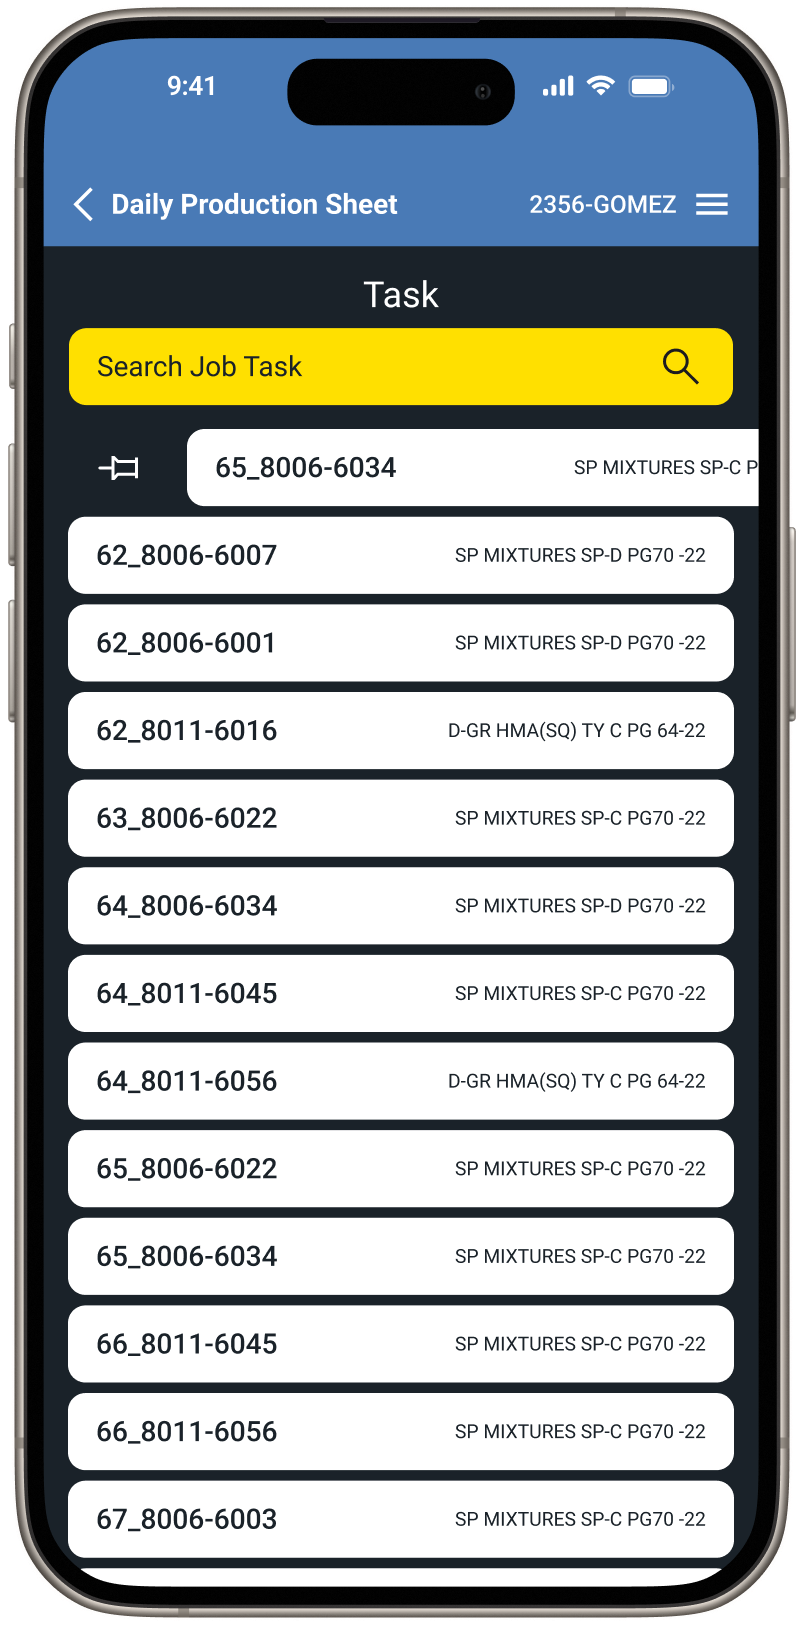 9:41
Daily Production Sheet 2356-GOMEZ
Task
Search Job Task
65_8006-6034 SP MIXTURES SP-C P
62_8006-6007 SP MIXTURES SP-D PG70 -22
62_8006-6001 SP MIXTURES SP-D PG70 -22
62_8011-6016 D-GR HMA(SQ) TY C PG 64-22
63_8006-6022 SP MIXTURES SP-C PG70 -22
64_8006-6034 SP MIXTURES SP-D PG70 -22
64_8011-6045 SP MIXTURES SP-C PG70 -22
64_8011-6056 D-GR HMA(SQ) TY C PG 64-22
65_8006-6022 SP MIXTURES SP-C PG70 -22
65_8006-6034 SP MIXTURES SP-C PG70 -22
66_8011-6045 SP MIXTURES SP-C PG70 -22
66_8011-6056 SP MIXTURES SP-C PG70 -22
67_8006-6003 SP MIXTURES SP-C PG70 -22